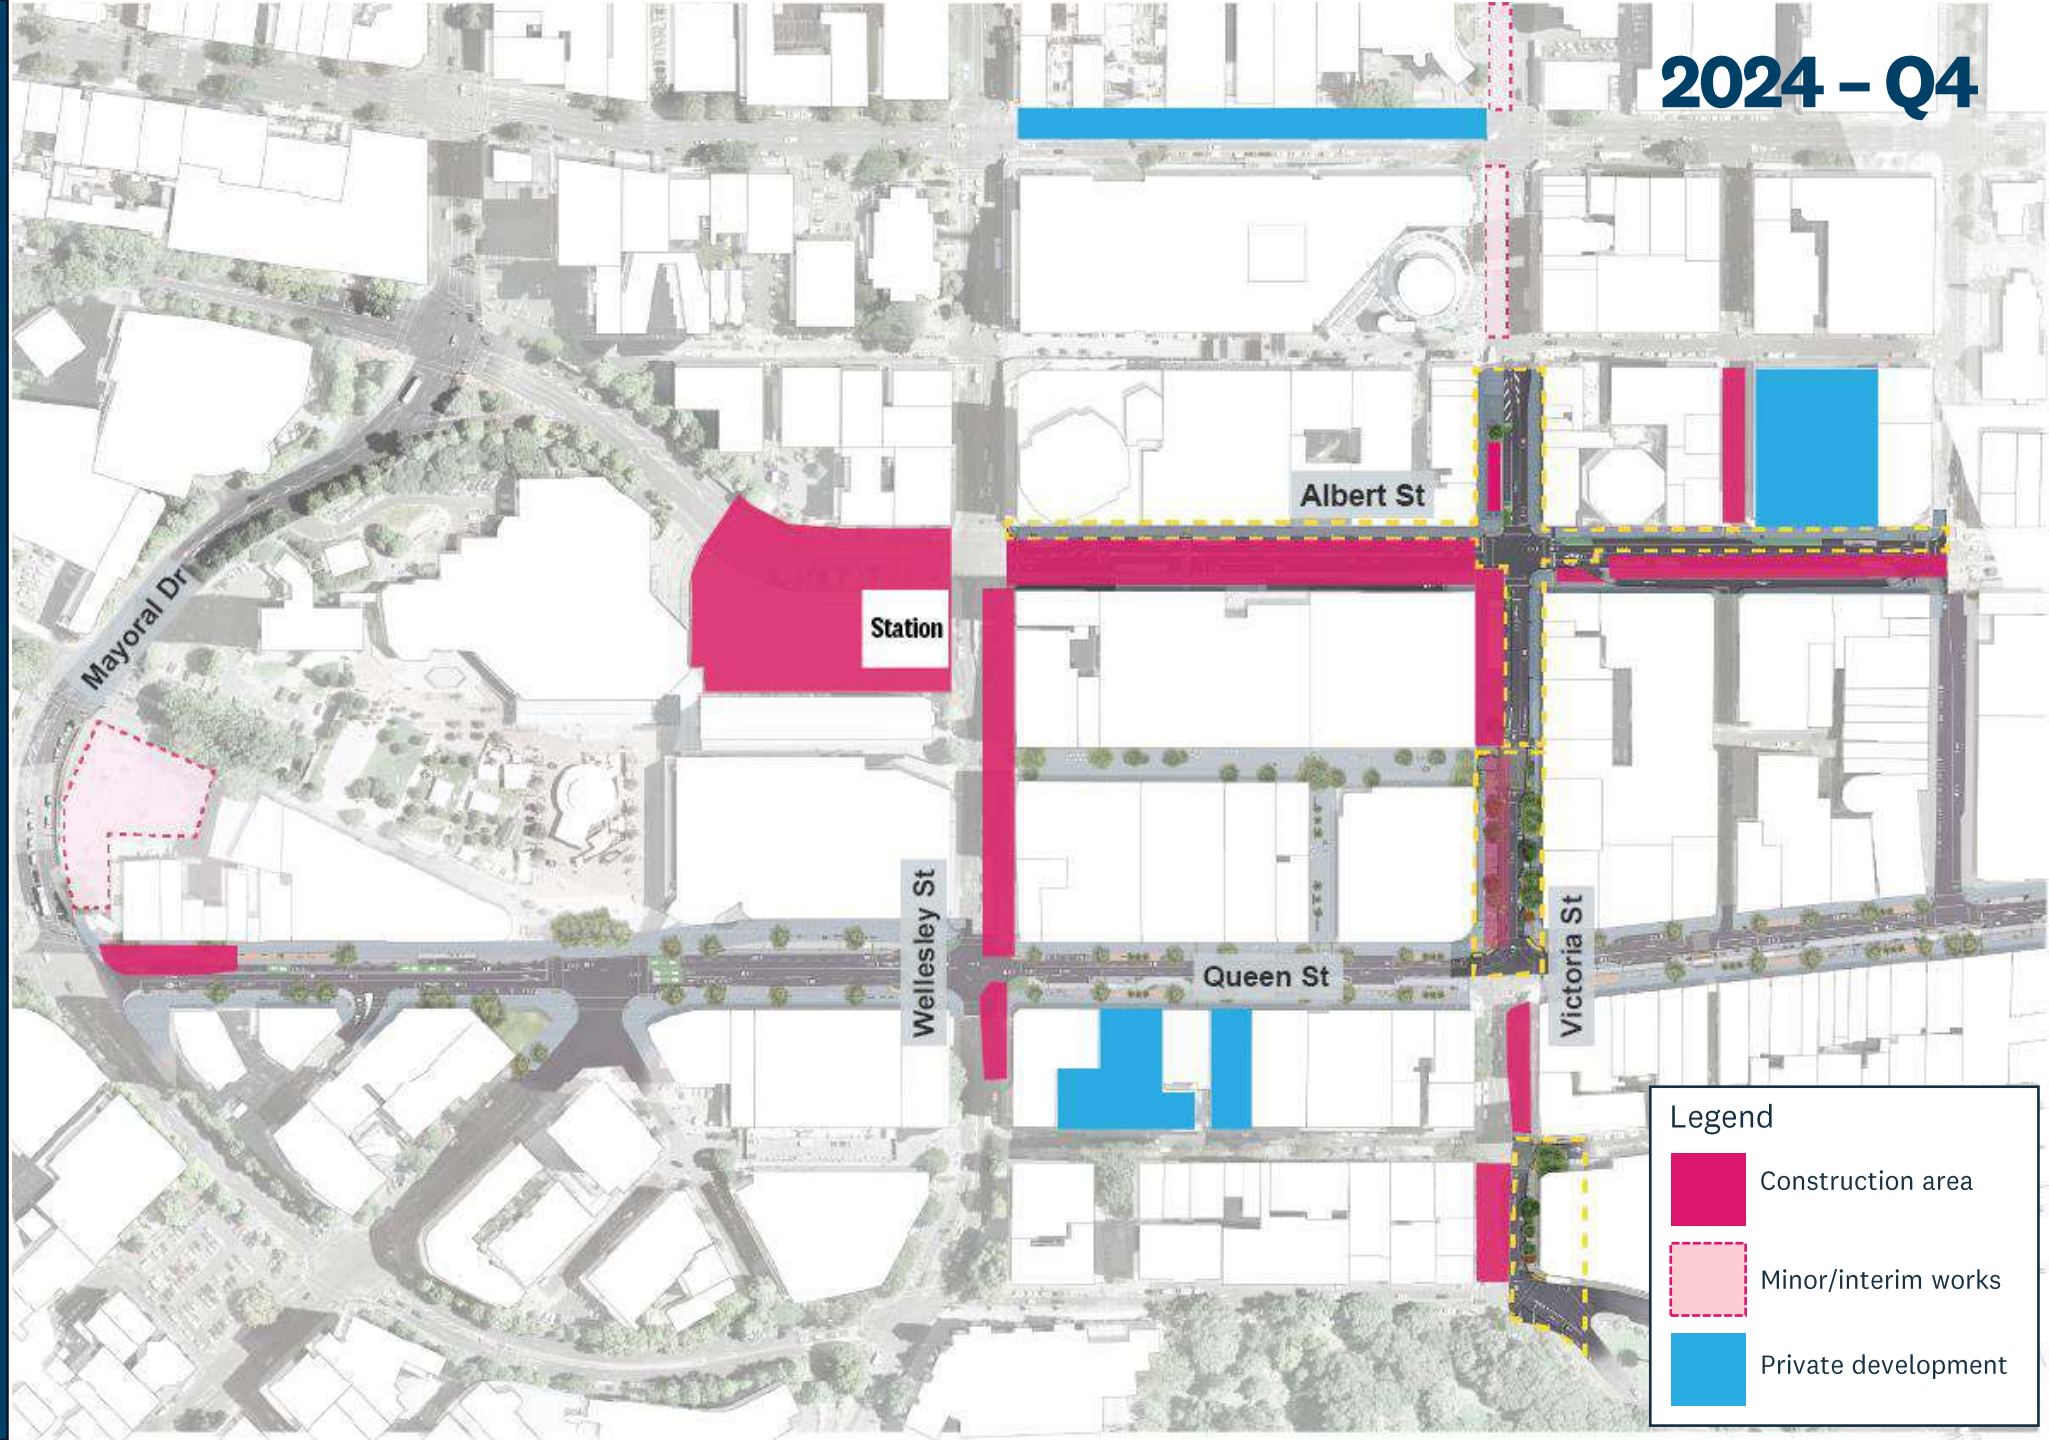 2024 – Q4
Albert St
Station
Mayoral Dr
Wellesley St
Queen St
Victoria St
Legend
Construction area
Minor/interim works
Private development